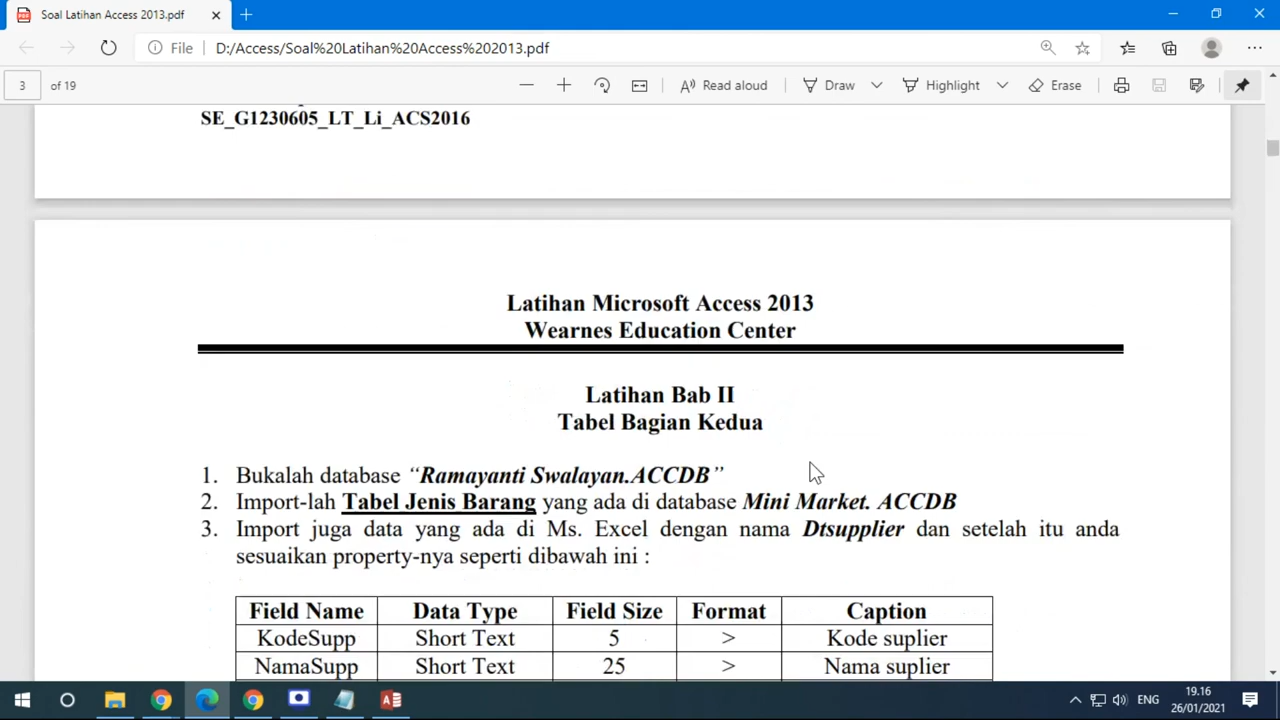 Soal Latihan Access 2013.pdf
File D:/Access/Soal%20Latihan%20Access%202013.pdf
3 of 19 Read aloud Draw Highlight Erase
SE_G1230605_LT_Li_ACS2016
Latihan Microsoft Access 2013
Wearnes Education Center
Latihan Bab II
Tabel Bagian Kedua
1. Bukalah database “Ramayanti Swalayan.ACCDB”
2. Import-lah Tabel Jenis Barang yang ada di database Mini Market. ACCDB
3. Import juga data yang ada di Ms. Excel dengan nama Dtsupplier dan setelah itu anda
sesuaikan property-nya seperti dibawah ini :
Field Name Data Type Field Size Format Caption
KodeSupp Short Text 5 > Kode suplier
NamaSupp Short Text 25 > Nama suplier
ENG
19.16
26/01/2021